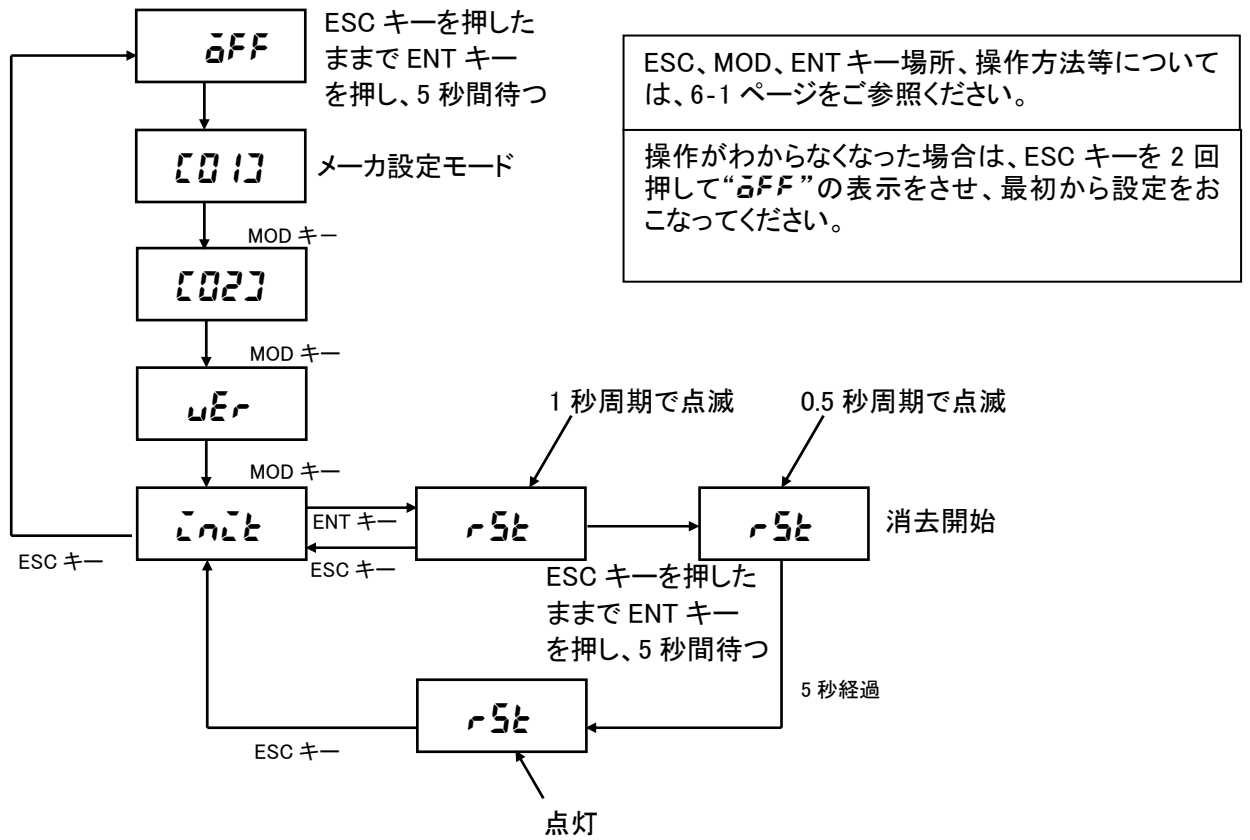 oFF
ESC キーを押した
ままで ENT キー
を押し、5 秒間待つ
ESC、MOD、ENT キー場所、操作方法等について
は、6-1 ページをご参照ください。
操作がわからなくなった場合は、ESC キーを 2 回
押して“oFF”の表示をさせ、最初から設定をお
こなってください。
[01]
メーカ設定モード
MOD キー
[02]
MOD キー
vEr
MOD キー
1 秒周期で点滅
0.5 秒周期で点滅
init
ENT キー
ESC キー
rSt
rSt
消去開始
ESC キー
ESC キーを押した
ままで ENT キー
を押し、5 秒間待つ
5 秒経過
rSt
ESC キー
点灯